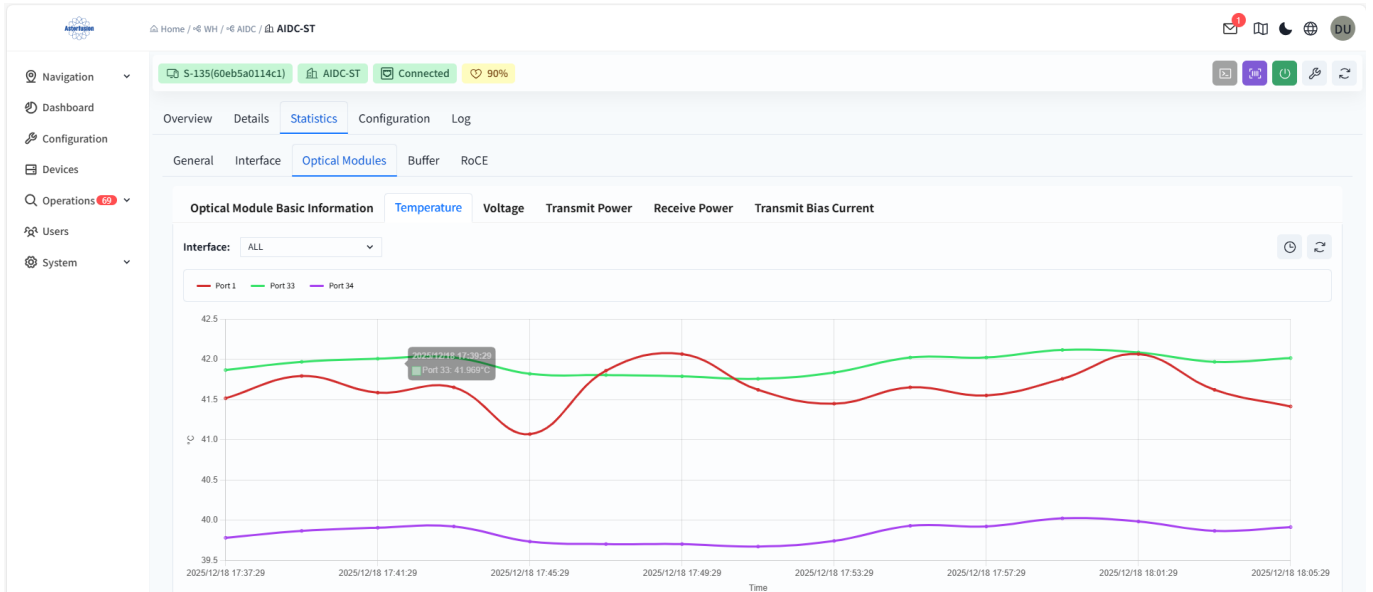 Asterfusion
Home / WH / AIDC / AIDC-ST
1
DU
Navigation
Dashboard
Configuration
Devices
Operations 69
Users
System
S-135(60eb5a0114c1) AIDC-ST Connected 90%
Overview Details Statistics Configuration Log
General Interface Optical Modules Buffer RoCE
Optical Module Basic Information Temperature Voltage Transmit Power Receive Power Transmit Bias Current
Interface: ALL
Port 1 Port 33 Port 34
42.5
42.0
41.5
41.0
40.5
40.0
39.5
°C
2025/12/18 17:39:29
Port 33: 41.969°C
2025/12/18 17:37:29 2025/12/18 17:41:29 2025/12/18 17:45:29 2025/12/18 17:49:29 2025/12/18 17:53:29 2025/12/18 17:57:29 2025/12/18 18:01:29 2025/12/18 18:05:29
Time